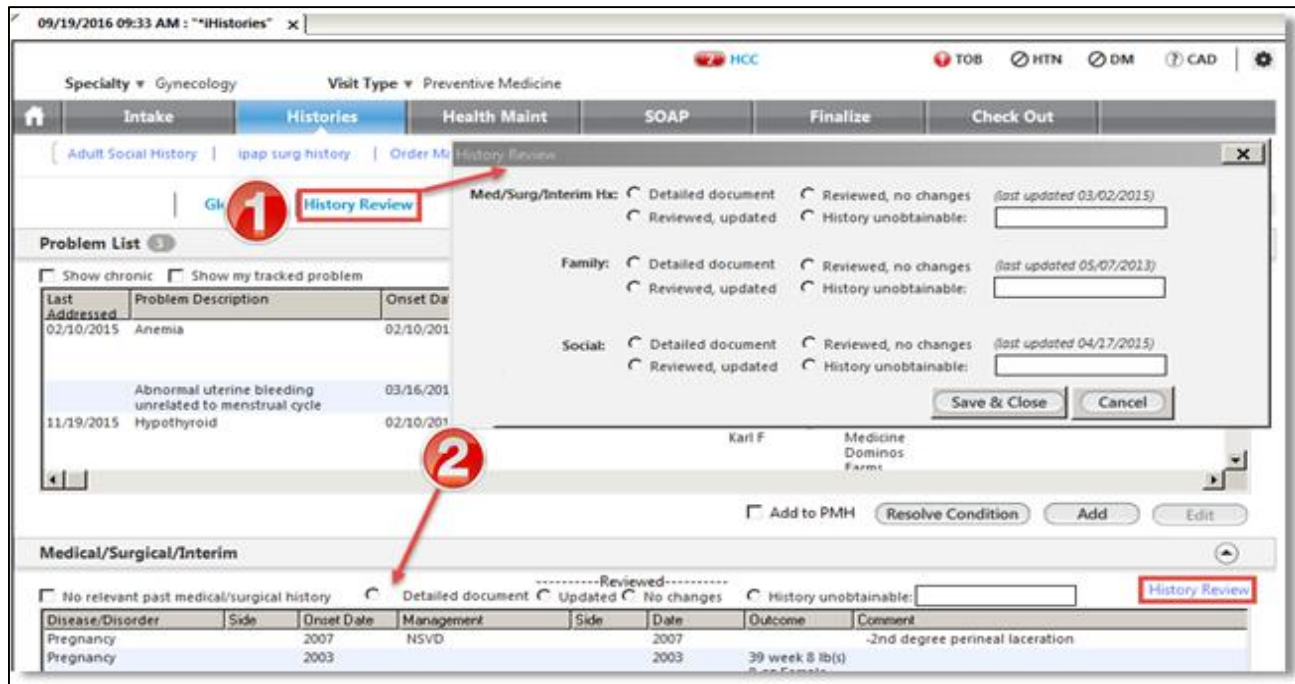 09/19/2016 09:33 AM : "*iHistories" x
? HCC TOB HTN DM ? CAD
Specialty Gynecology Visit Type Preventive Medicine
Intake Histories Health Maint SOAP Finalize Check Out
Adult Social History | ipap surg history | Order
History Review X
1 History Review
Med/Surg/Interim Hx: Detailed document Reviewed, no changes (last updated 03/02/2015)
Reviewed, updated History unobtainable:
Family: Detailed document Reviewed, no changes (last updated 05/07/2013)
Reviewed, updated History unobtainable:
Social: Detailed document Reviewed, no changes (last updated 04/17/2015)
Reviewed, updated History unobtainable:
Save & Close Cancel
Problem List 3
Show chronic Show my tracked problem
Last Addressed Problem Description Onset Da
02/10/2015 Anemia 02/10/201
Abnormal uterine bleeding unrelated to menstrual cycle 03/16/201
11/19/2015 Hypothyroid 02/10/201
Karl F Medicine
Dominos
Farms
2
Add to PMH Resolve Condition Add Edit
Medical/Surgical/Interim
----------Reviewed----------
No relevant past medical/surgical history Detailed document Updated No changes History unobtainable: History Review
Disease/Disorder Side Onset Date Management Side Date Outcome Comment
Pregnancy 2007 NSVD 2007 -2nd degree perineal laceration
Pregnancy 2003 2003 39 week 8 lb(s)
Female